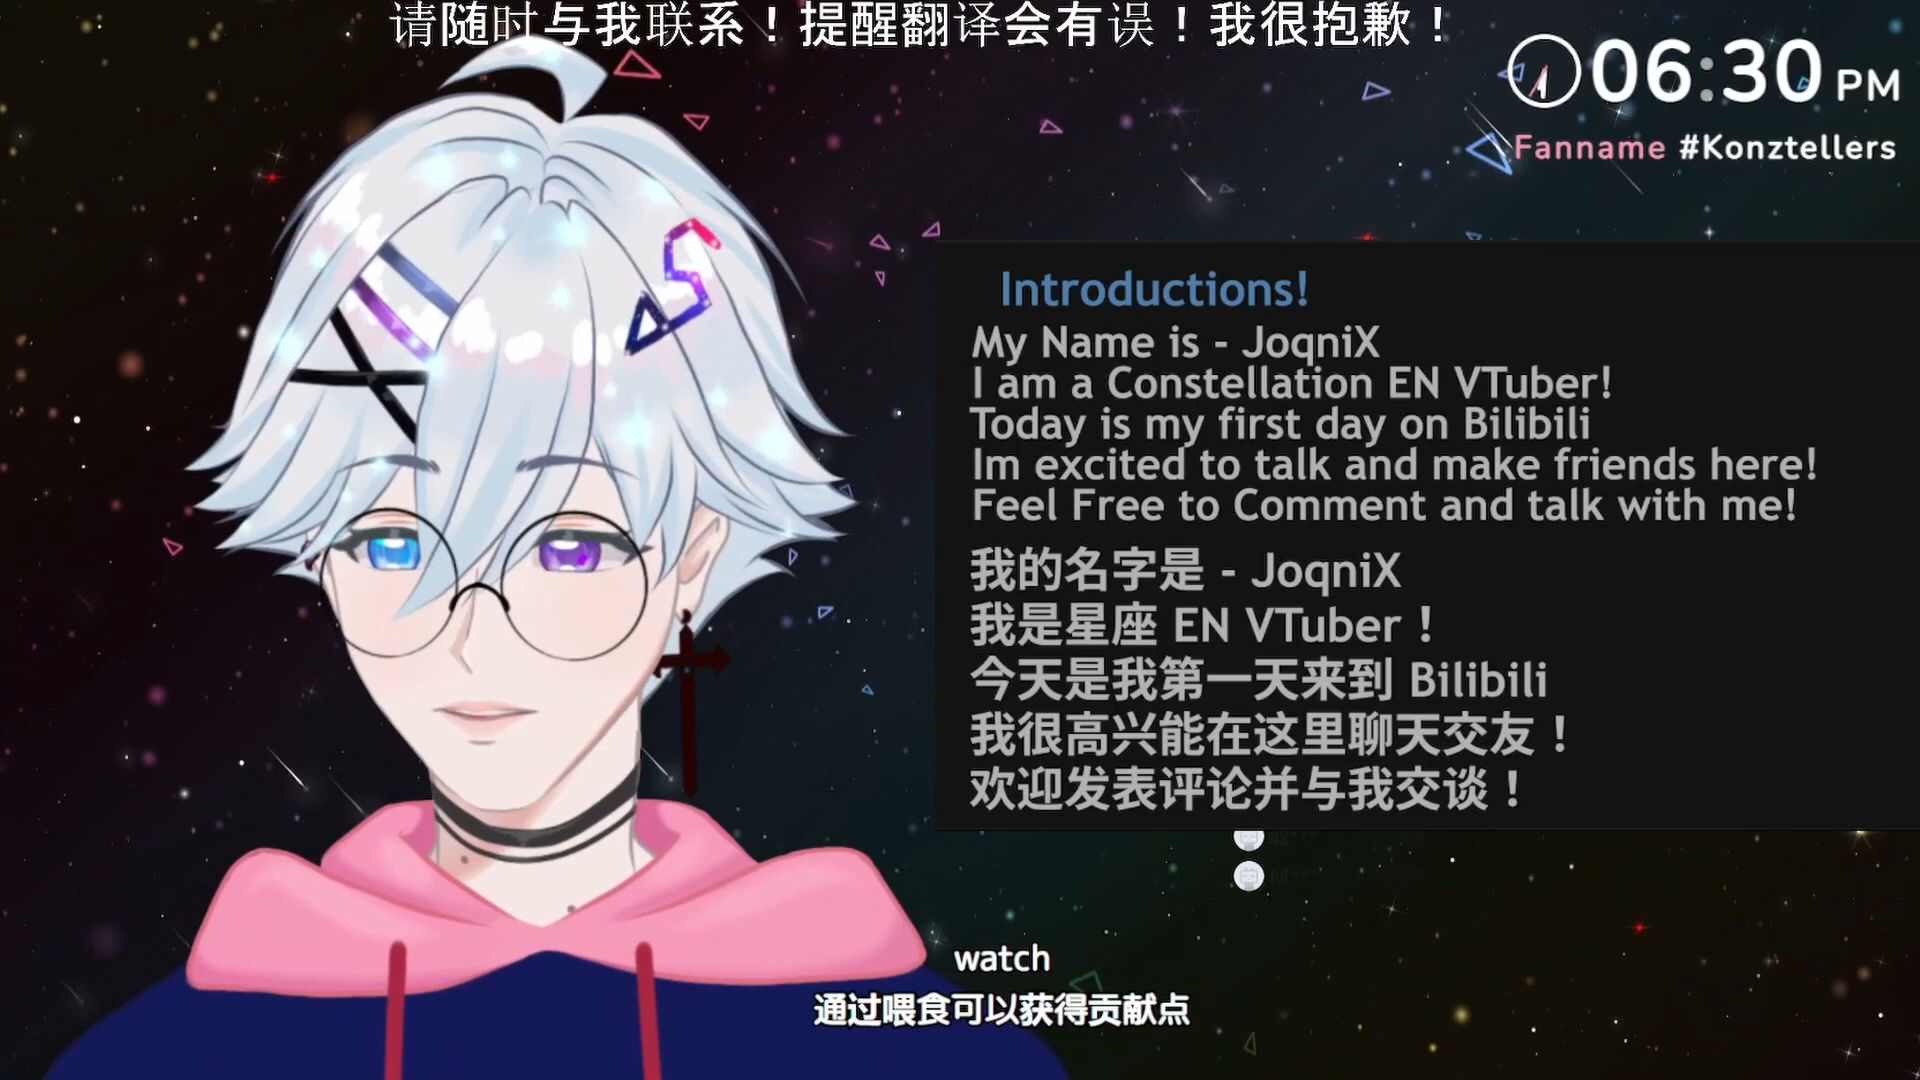 请随时与我联系！提醒翻译会有误！我很抱歉！
06:30 PM
Fanname #Konztellers
Introductions!
My Name is - JoqniX
I am a Constellation EN VTuber!
Today is my first day on Bilibili
Im excited to talk and make friends here!
Feel Free to Comment and talk with me!
我的名字是 - JoqniX
我是星座 EN VTuber！
今天是我第一天来到 Bilibili
我很高兴能在这里聊天交友！
欢迎发表评论并与我交谈！
watch
通过喂食可以获得贡献点